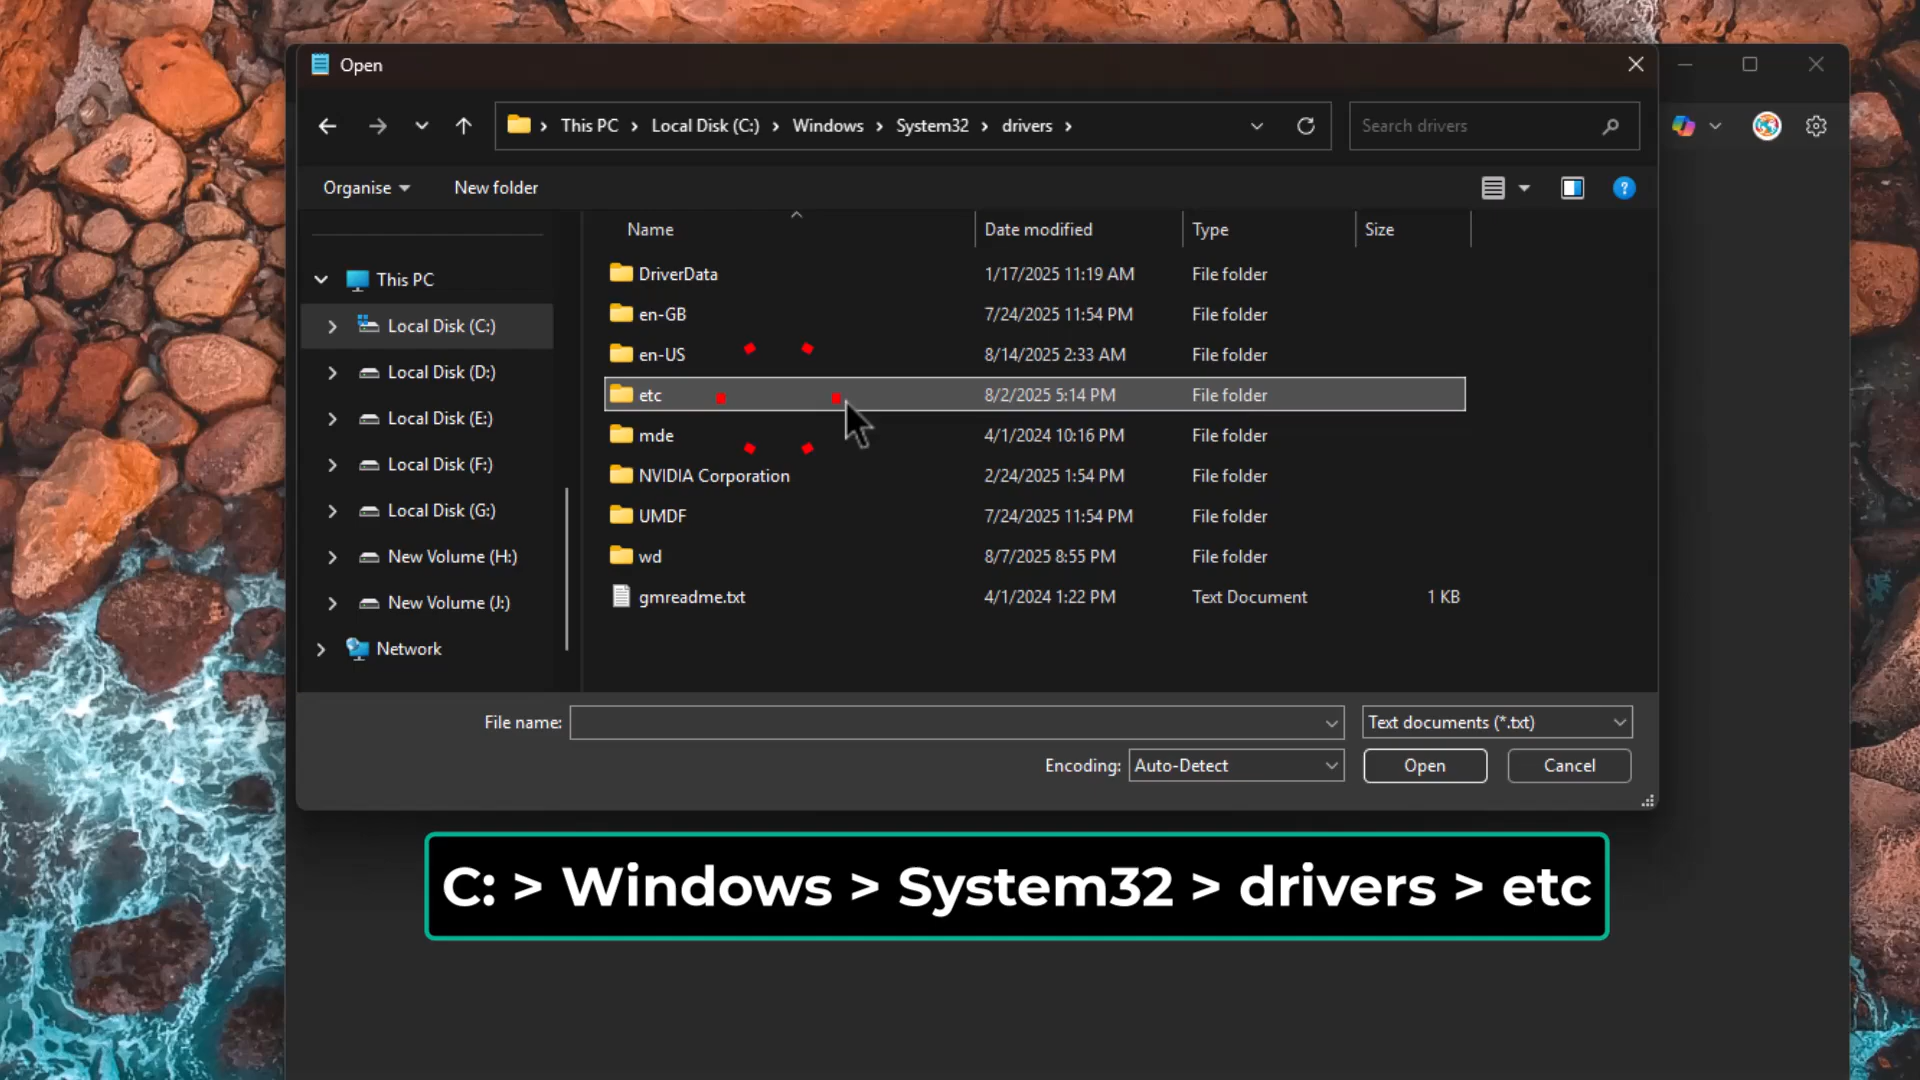 Open
This PC Local Disk (C:) Windows System32 drivers
Search drivers
Organise New folder
Name Date modified Type Size
This PC
Local Disk (C:)
Local Disk (D:)
Local Disk (E:)
Local Disk (F:)
Local Disk (G:)
New Volume (H:)
New Volume (J:)
Network
DriverData 1/17/2025 11:19 AM File folder
en-GB 7/24/2025 11:54 PM File folder
en-US 8/14/2025 2:33 AM File folder
etc 8/2/2025 5:14 PM File folder
mde 4/1/2024 10:16 PM File folder
NVIDIA Corporation 2/24/2025 1:54 PM File folder
UMDF 7/24/2025 11:54 PM File folder
wd 8/7/2025 8:55 PM File folder
gmreadme.txt 4/1/2024 1:22 PM Text Document 1 KB
File name: Text documents (*.txt)
Encoding: Auto-Detect Open Cancel
C: > Windows > System32 > drivers > etc